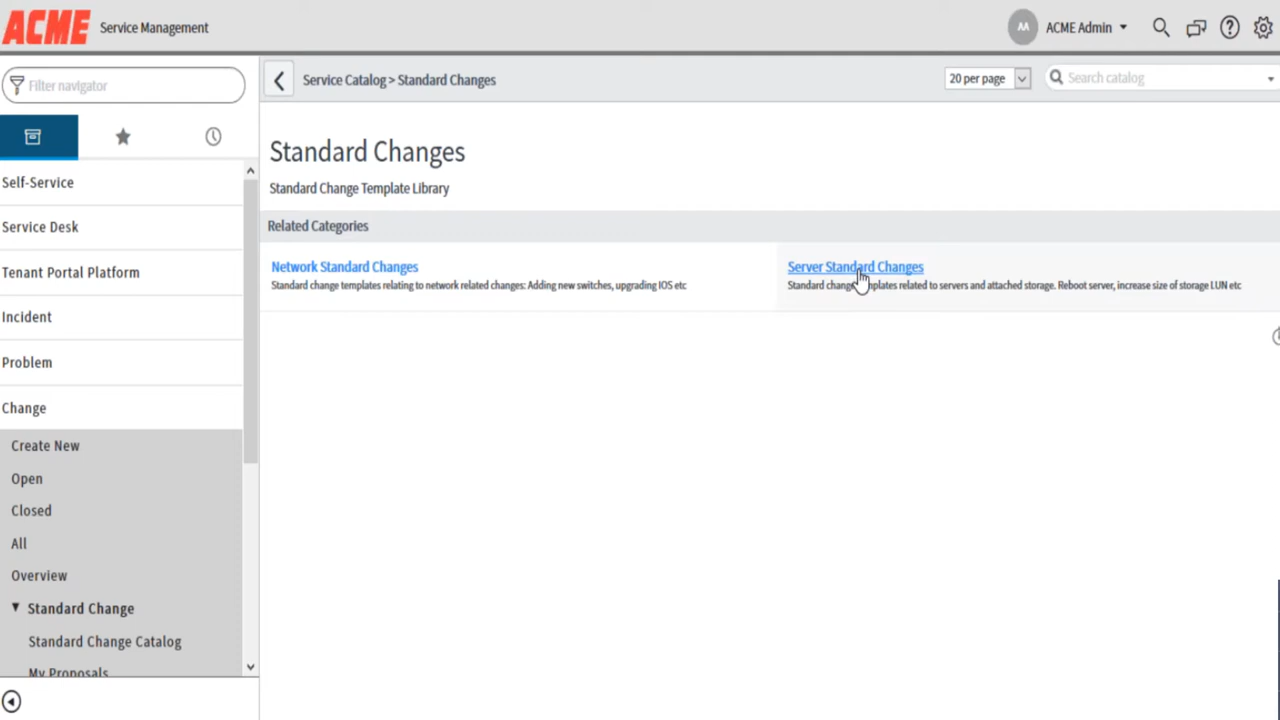 ACME Service Management
AA ACME Admin
Filter navigator
Service Catalog > Standard Changes
20 per page
Search catalog
Self-Service
Service Desk
Tenant Portal Platform
Incident
Problem
Change
Create New
Open
Closed
All
Overview
Standard Change
Standard Change Catalog
My Proposals
Standard Changes
Standard Change Template Library
Related Categories
Network Standard Changes
Standard change templates relating to network related changes: Adding new switches, upgrading IOS etc
Server Standard Changes
Standard change templates related to servers and attached storage. Reboot server, increase size of storage LUN etc